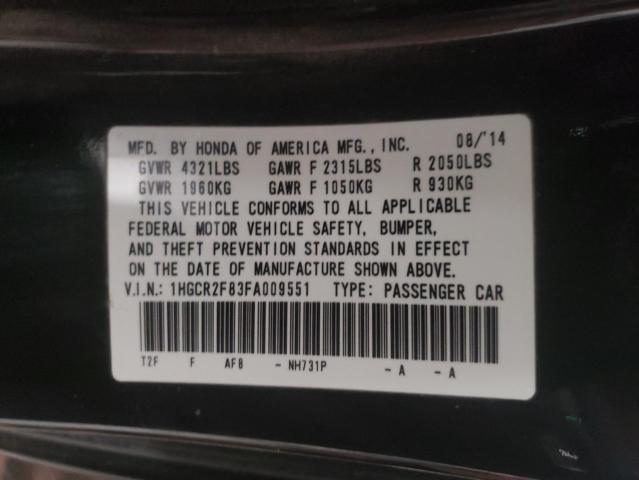 MFD. BY HONDA OF AMERICA MFG., INC. 08/'14
GVWR 4321LBS GAWR F 2315LBS R 2050LBS
GVWR 1960KG GAWR F 1050KG R 930KG
THIS VEHICLE CONFORMS TO ALL APPLICABLE
FEDERAL MOTOR VEHICLE SAFETY, BUMPER,
AND THEFT PREVENTION STANDARDS IN EFFECT
ON THE DATE OF MANUFACTURE SHOWN ABOVE.
V.I.N.: 1HGCR2F83FA009551 TYPE: PASSENGER CAR
T2F F AF8 - NH731P - A - A